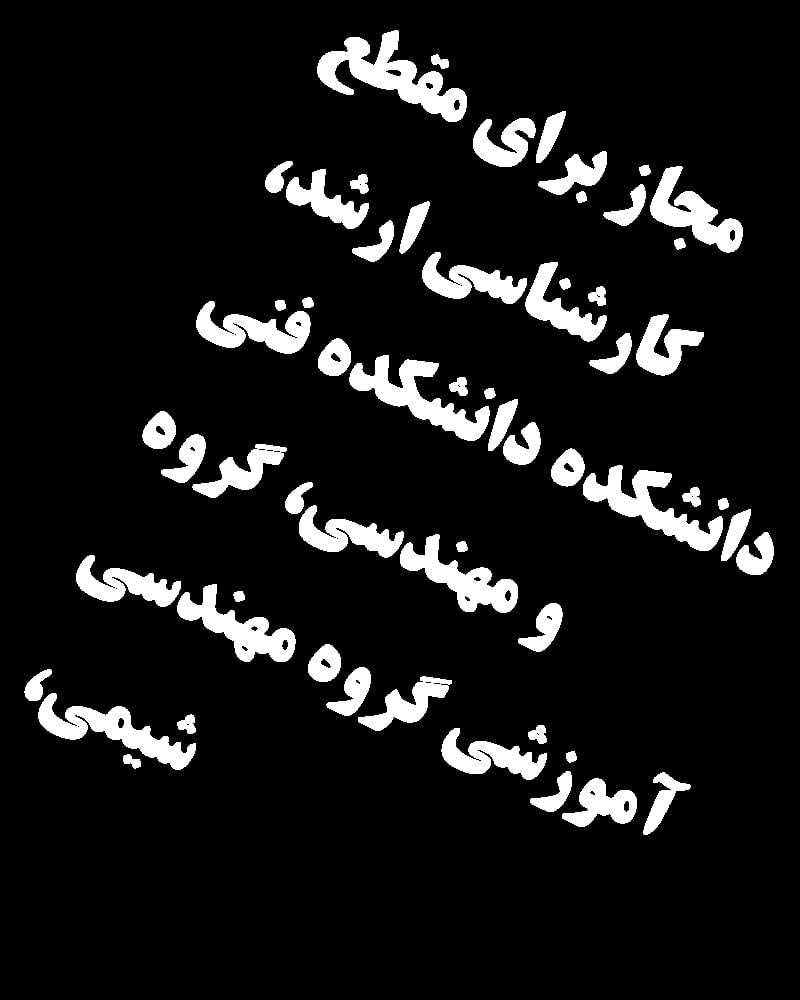 مجاز برای مقطع
کارشناسی ارشد،
دانشکده دانشکده فنی
و مهندسی، گروه
آموزشی گروه مهندسی
شیمی،